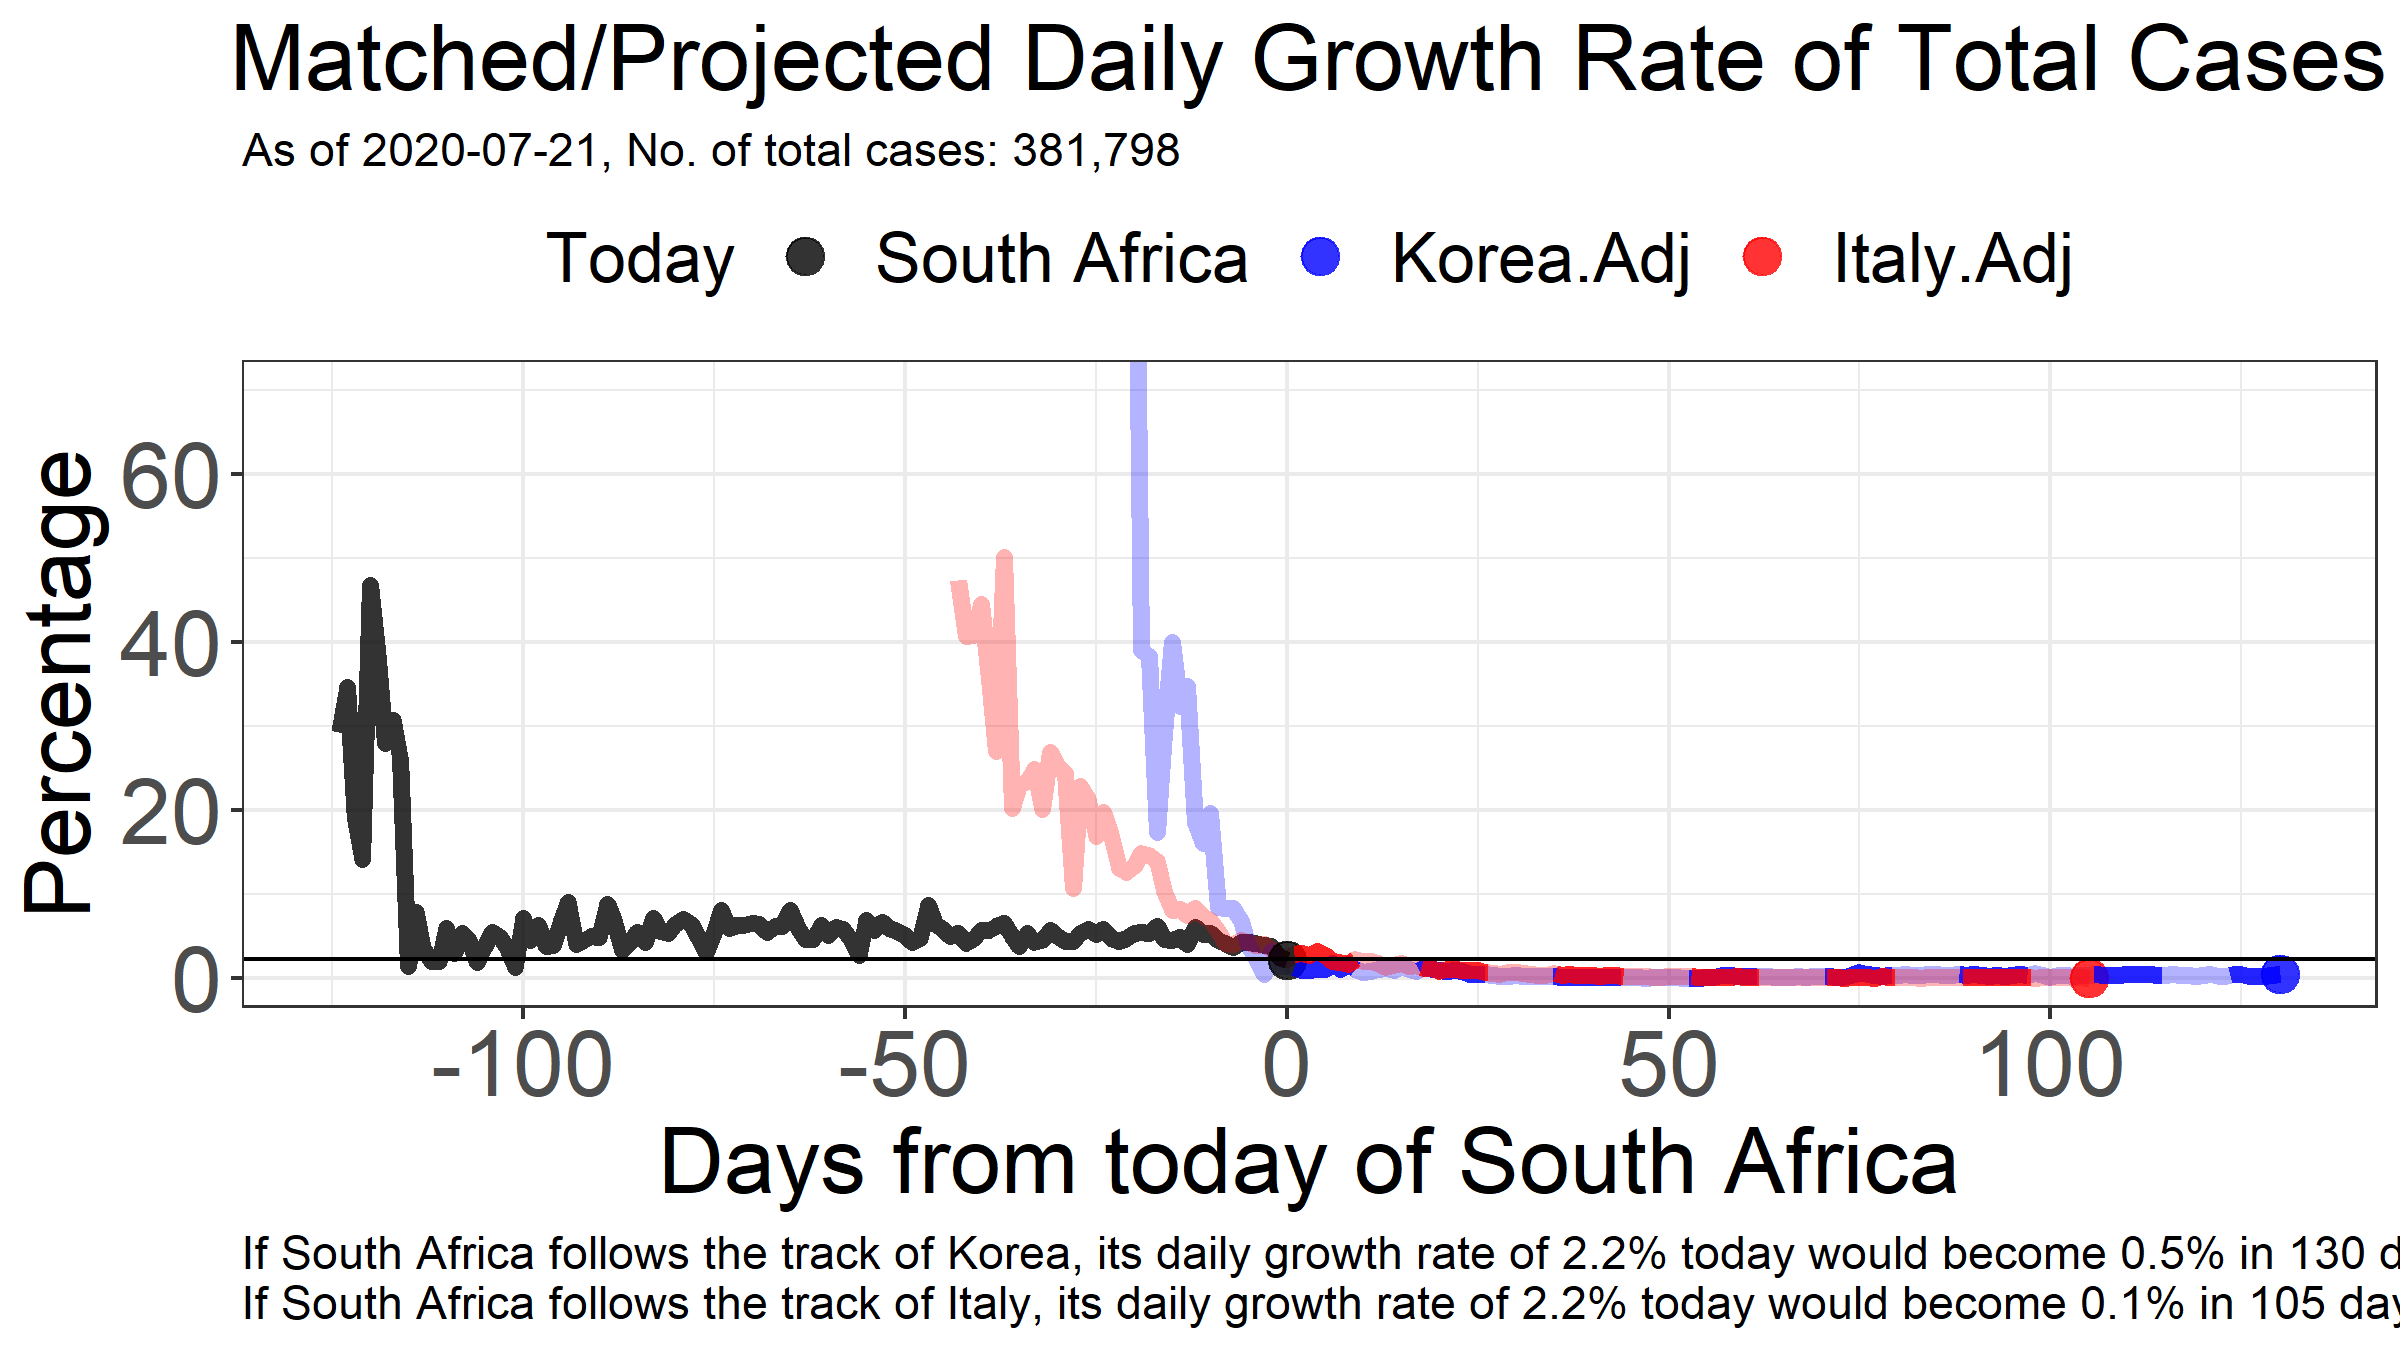 Matched/Projected Daily Growth Rate of Total Cases
As of 2020-07-21, No. of total cases: 381,798
Today South Africa Korea.Adj Italy.Adj
Percentage
60
40
20
0
-100 -50 0 50 100
Days from today of South Africa
If South Africa follows the track of Korea, its daily growth rate of 2.2% today would become 0.5% in 130
If South Africa follows the track of Italy, its daily growth rate of 2.2% today would become 0.1% in 105